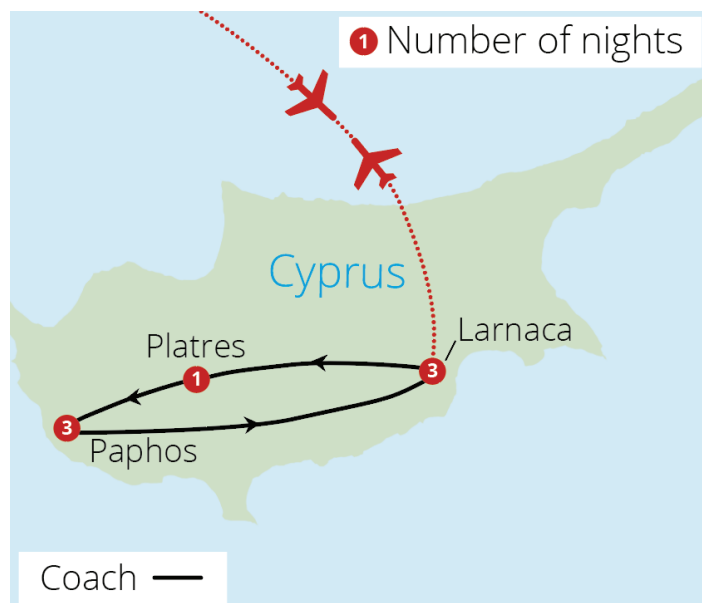 1 Number of nights
Cyprus
Larnaca
3
Platres
1
3
Paphos
Coach